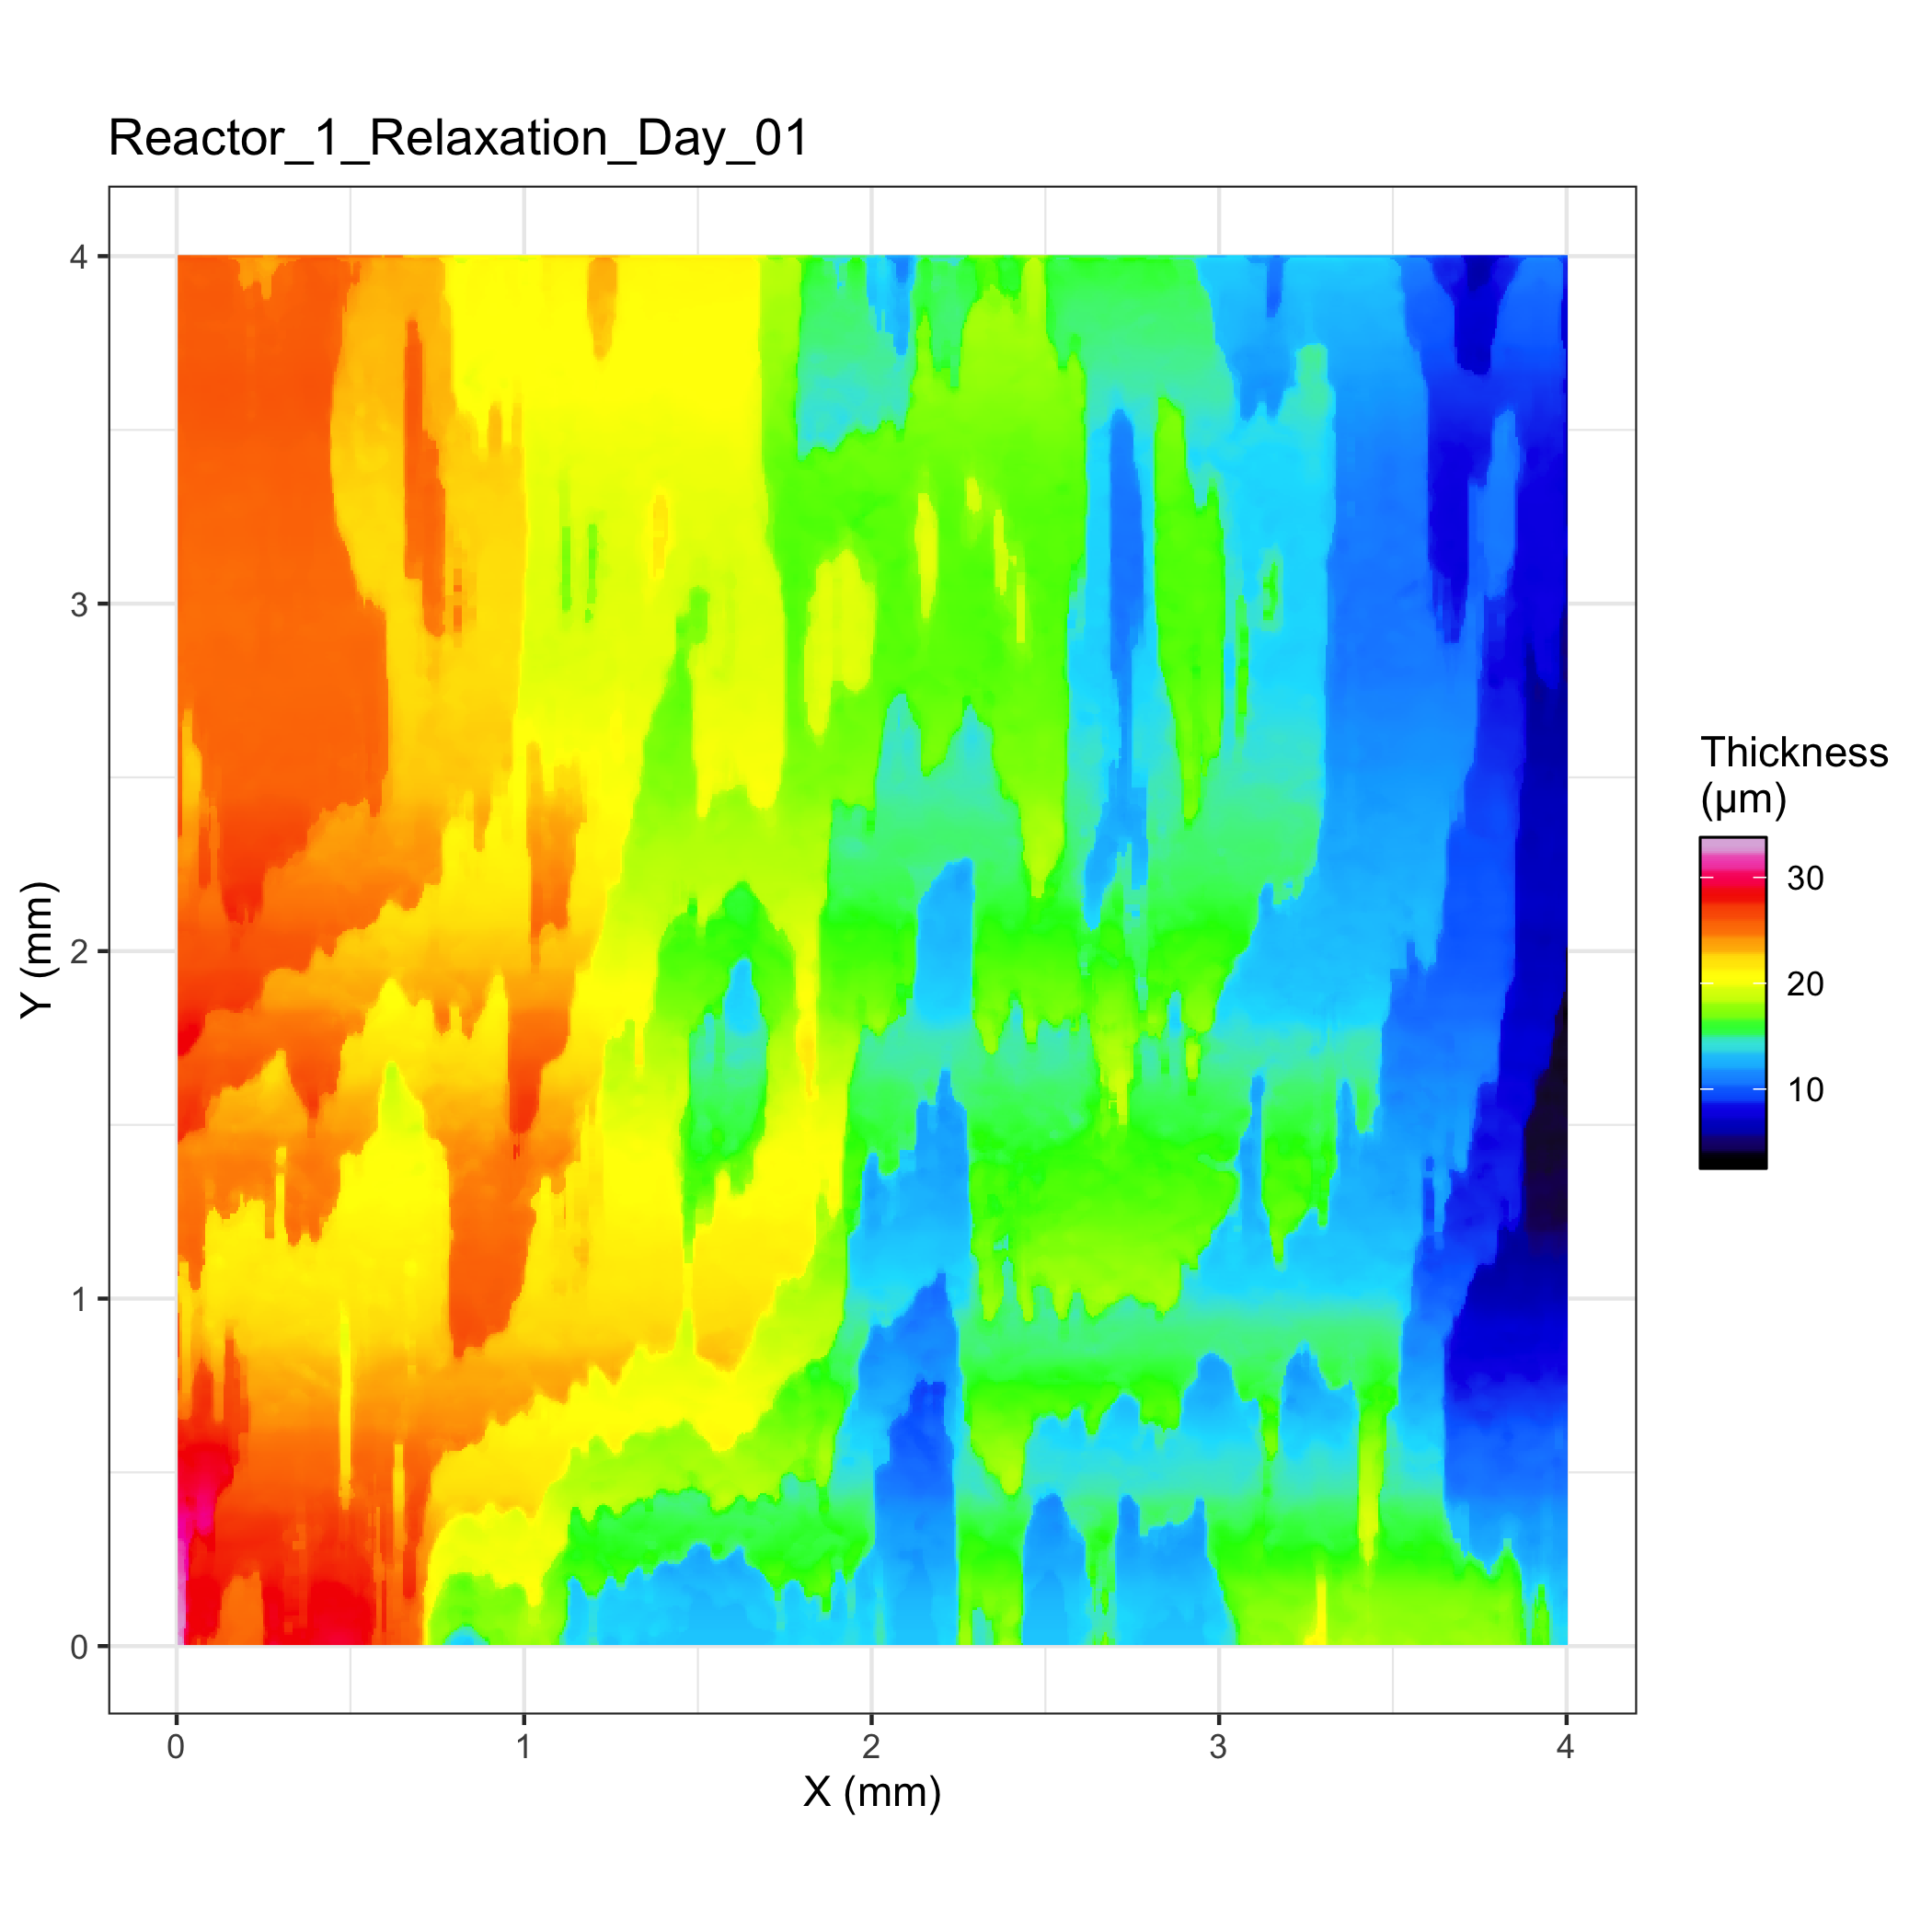 Reactor_1_Relaxation_Day_01
4
3
2
1
0
Y (mm)
0 1 2 3 4
X (mm)
Thickness
(µm)
30
20
10